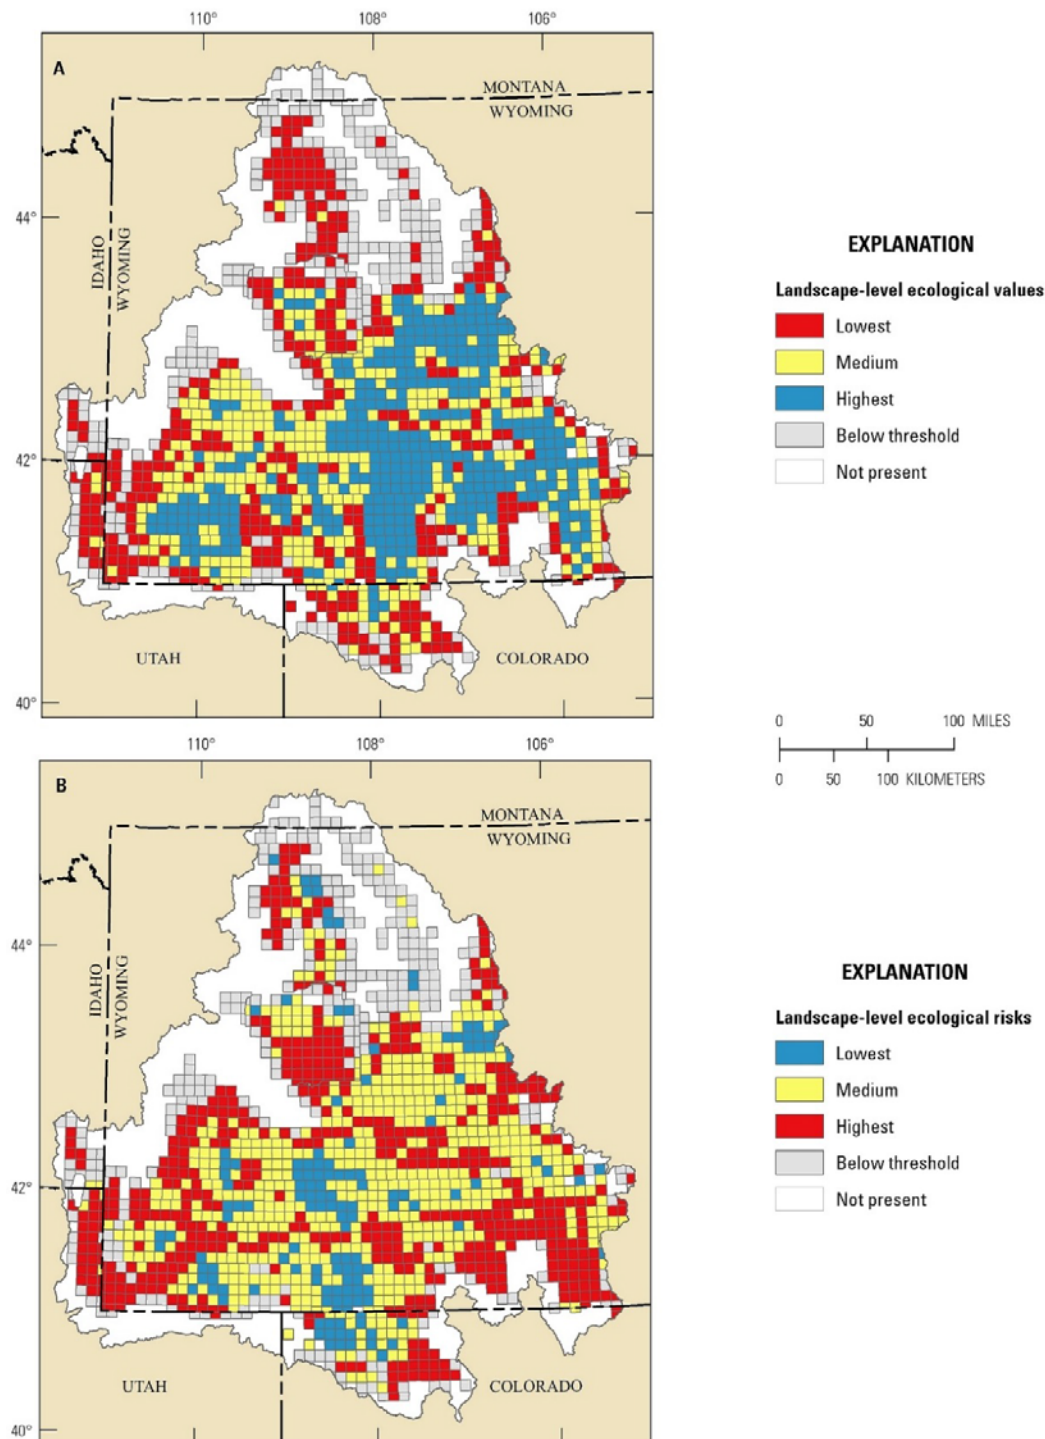 110°
108°
106°
A
MONTANA
WYOMING
44°
IDAHO
WYOMING
42°
UTAH
COLORADO
40°
EXPLANATION
Landscape-level ecological values
Lowest
Medium
Highest
Below threshold
Not present
0 50 100 MILES
0 50 100 KILOMETERS
110°
108°
106°
B
MONTANA
WYOMING
44°
IDAHO
WYOMING
42°
UTAH
COLORADO
40°
EXPLANATION
Landscape-level ecological risks
Lowest
Medium
Highest
Below threshold
Not present